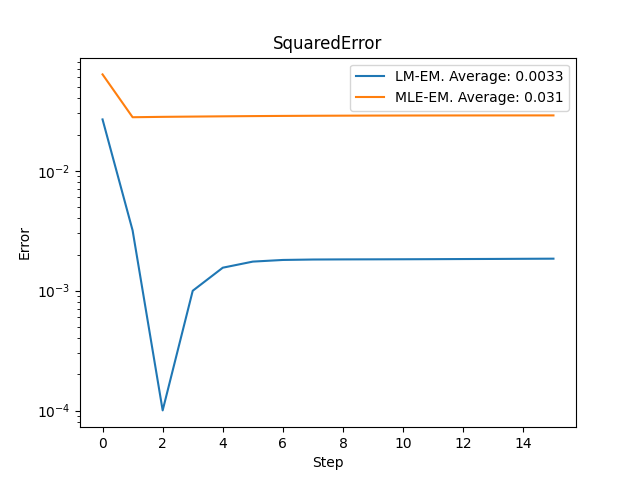 SquaredError
LM-EM. Average: 0.0033
MLE-EM. Average: 0.031
10⁻²
10⁻³
10⁻⁴
Error
0 2 4 6 8 10 12 14
Step